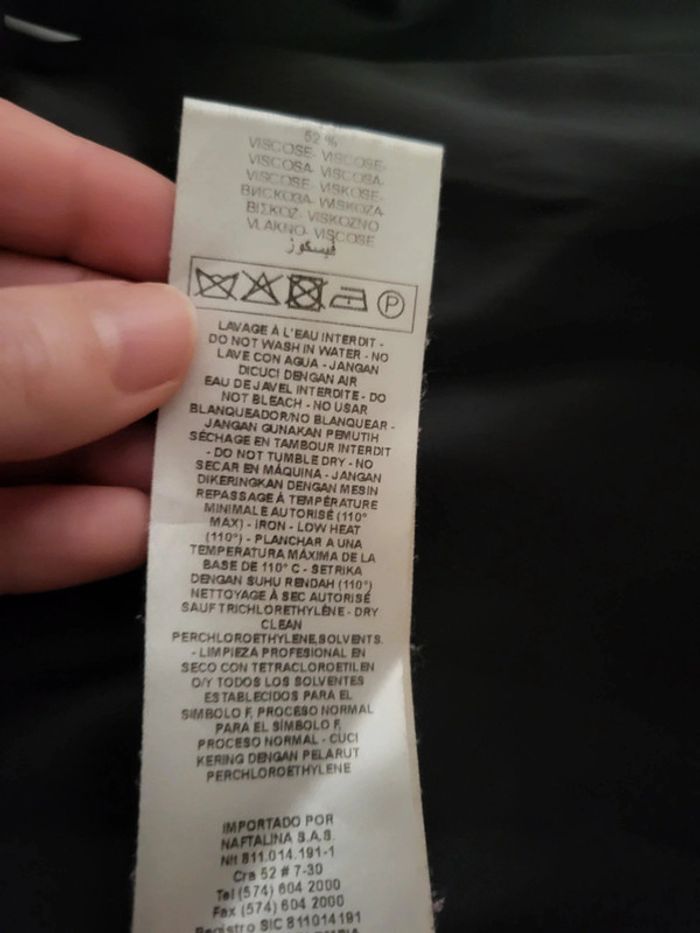 52 %
VISCOSE- VISCOSE-
VISCOSA- VISCOSA-
VISCOSE- VISKOSE-
ВИСКОЗА- WISKOZA-
ΒΙΣΚΟΖ- VISKOZNO
VLAKNO- VISCOSE
ڤيسكوز
P
LAVAGE À L'EAU INTERDIT -
DO NOT WASH IN WATER - NO
LAVE CON AGUA - JANGAN
DICUCI DENGAN AIR
EAU DE JAVEL INTERDITE - DO
NOT BLEACH - NO USAR
BLANQUEADOR/NO BLANQUEAR -
JANGAN GUNAKAN PEMUTIH
SÉCHAGE EN TAMBOUR INTERDIT
- DO NOT TUMBLE DRY - NO
SECAR EN MÁQUINA - JANGAN
DIKERINGKAN DENGAN MESIN
REPASSAGE À TEMPÉRATURE
MINIMALE AUTORISÉ (110°
MAX) - IRON - LOW HEAT
(110°) - PLANCHAR A UNA
TEMPERATURA MÁXIMA DE LA
BASE DE 110° C - SETRIKA
DENGAN SUHU RENDAH (110°)
NETTOYAGE À SEC AUTORISÉ
SAUF TRICHLORETHYLÈNE - DRY
CLEAN
PERCHLOROETHYLENE,SOLVENTS.
- LIMPIEZA PROFESIONAL EN
SECO CON TETRACLOROETILEN
O/Y TODOS LOS SOLVENTES
ESTABLECIDOS PARA EL
SIMBOLO F, PROCESO NORMAL
PARA EL SÍMBOLO F,
PROCESO NORMAL - CUCI
KERING DENGAN PELARUT
PERCHLOROETHYLENE
IMPORTADO POR
NAFTALINA S.A.S.
Nit 811.014.191-1
Cra 52 # 7-30
Tel (574) 604 2000
Fax (574) 604 2000
Registro SIC 811014191